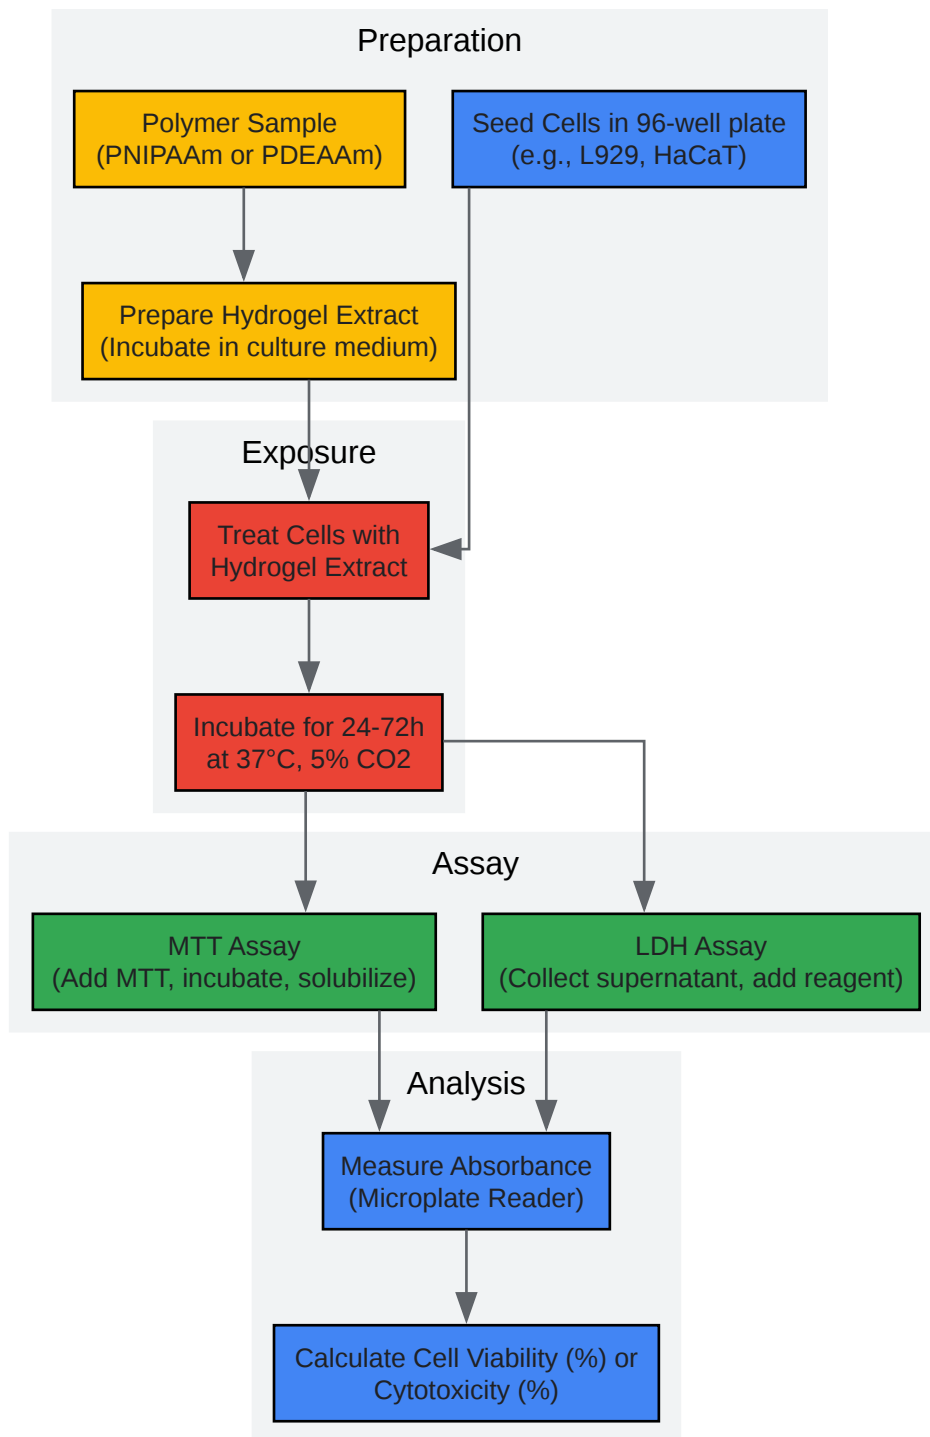 Preparation
Polymer Sample
(PNIPAAm or PDEAAm)
Seed Cells in 96-well plate
(e.g., L929, HaCaT)
Prepare Hydrogel Extract
(Incubate in culture medium)
Exposure
Treat Cells with
Hydrogel Extract
Incubate for 24-72h
at 37°C, 5% CO2
Assay
MTT Assay
(Add MTT, incubate, solubilize)
LDH Assay
(Collect supernatant, add reagent)
Analysis
Measure Absorbance
(Microplate Reader)
Calculate Cell Viability (%) or
Cytotoxicity (%)